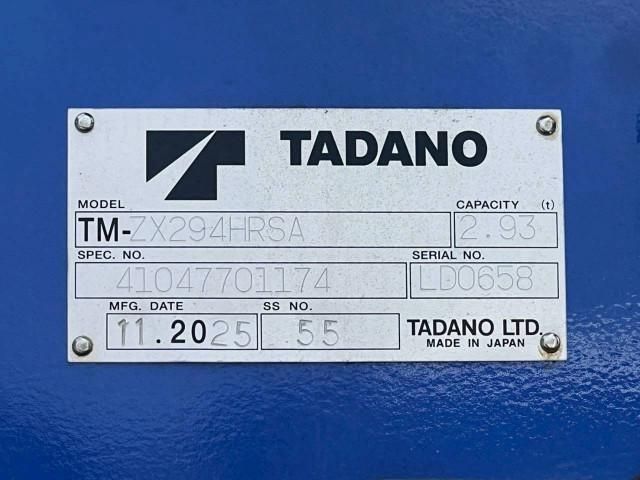 TADANO
MODEL CAPACITY (t)
TM-ZX294HRSA 2.93
SPEC. NO. SERIAL NO.
41047701174 LD0658
MFG. DATE SS NO.
11.2025 55 TADANO LTD.
MADE IN JAPAN